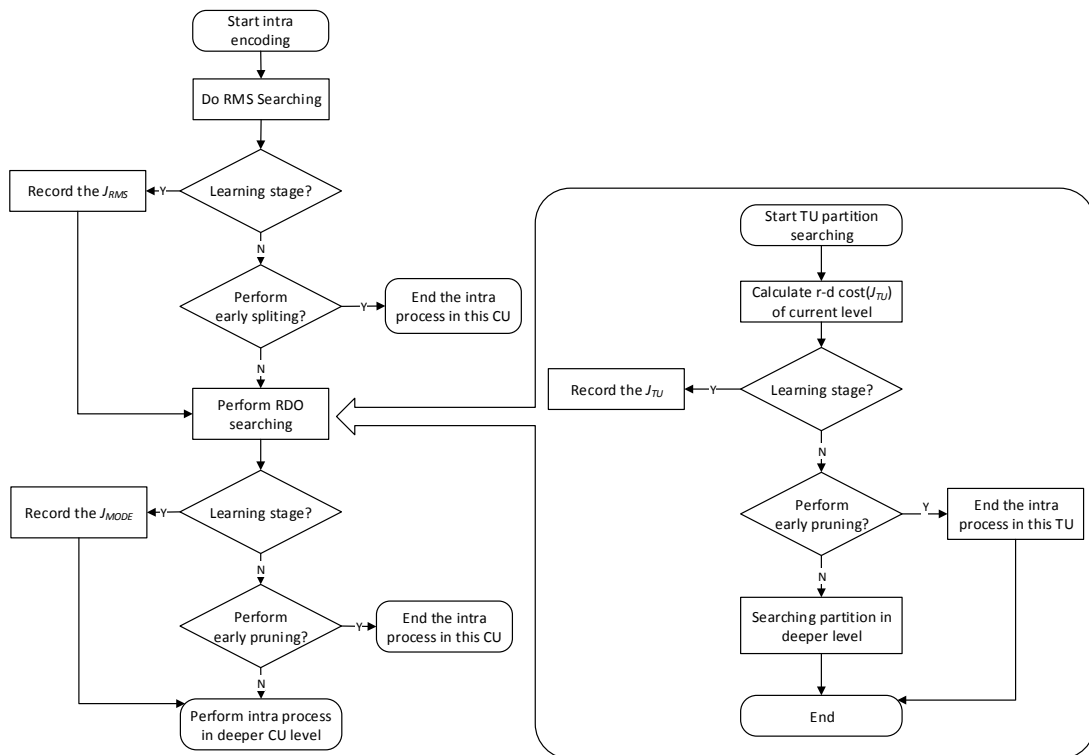 Start intra
encoding
Do RMS Searching
Learning stage?
Y
Record the J_RMS
N
Perform
early spliting?
Y
End the intra
process in this CU
N
Perform RDO
searching
Learning stage?
Y
Record the J_MODE
N
Perform
early pruning?
Y
End the intra
process in this CU
N
Perform intra process
in deeper CU level
Start TU partition
searching
Calculate r-d cost(J_TU)
of current level
Learning stage?
Y
Record the J_TU
N
Perform
early pruning?
Y
End the intra
process in this TU
N
Searching partition in
deeper level
End